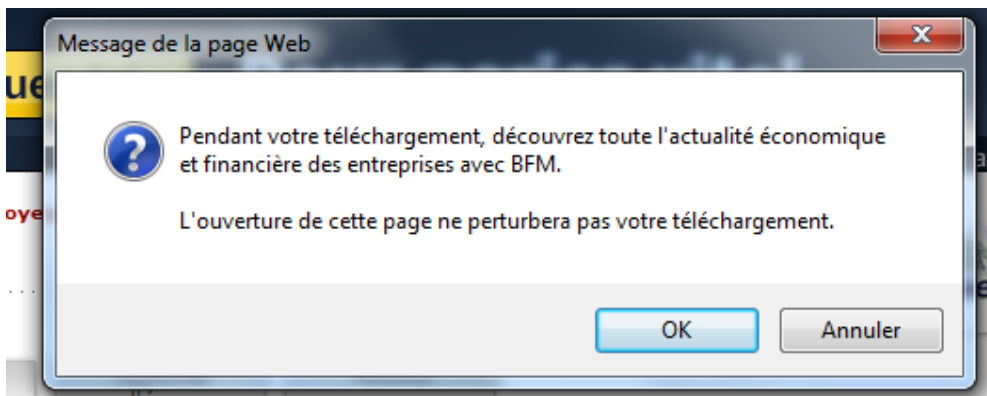 Message de la page Web
Pendant votre téléchargement, découvrez toute l'actualité économique
et financière des entreprises avec BFM.
L'ouverture de cette page ne perturbera pas votre téléchargement.
OK
Annuler